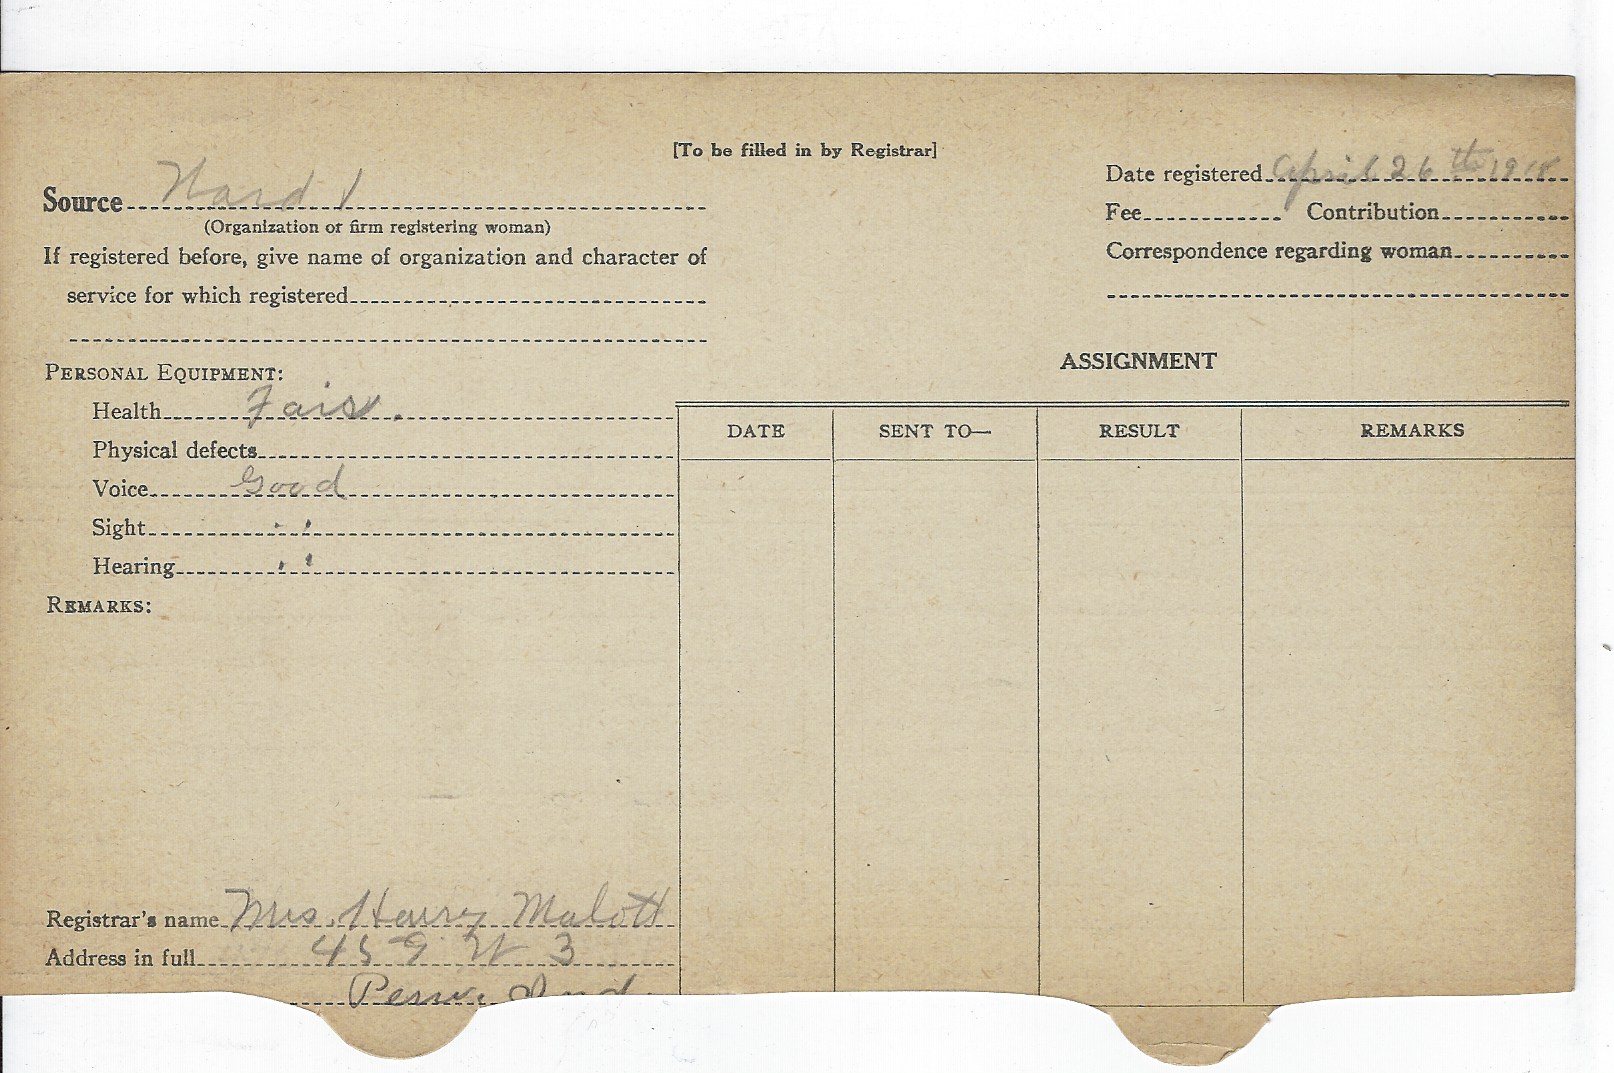 [To be filled in by Registrar]
Source Ward 1
(Organization or firm registering woman)
If registered before, give name of organization and character of
service for which registered
Date registered April 26th 1918
Fee Contribution
Correspondence regarding woman
PERSONAL EQUIPMENT:
Health Fair.
Physical defects
Voice Good
Sight "
Hearing "
REMARKS:
ASSIGNMENT
DATE SENT TO— RESULT REMARKS
Registrar's name Mrs. Harry Malott
Address in full 459 W 3
Peru. Ind.